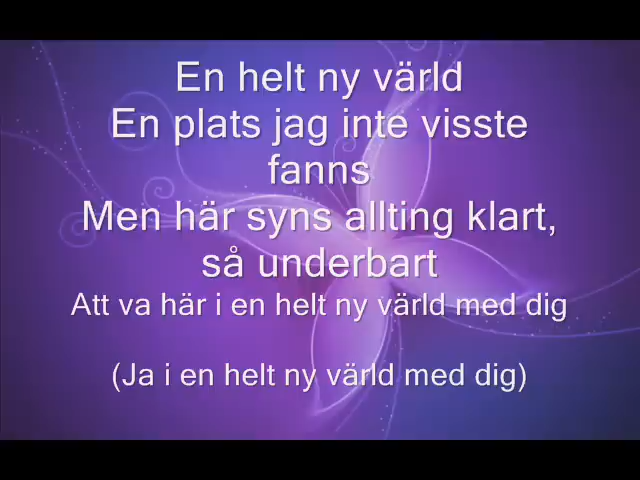 En helt ny värld
En plats jag inte visste
fanns
Men här syns allting klart,
så underbart
Att va här i en helt ny värld med dig
(Ja i en helt ny värld med dig)